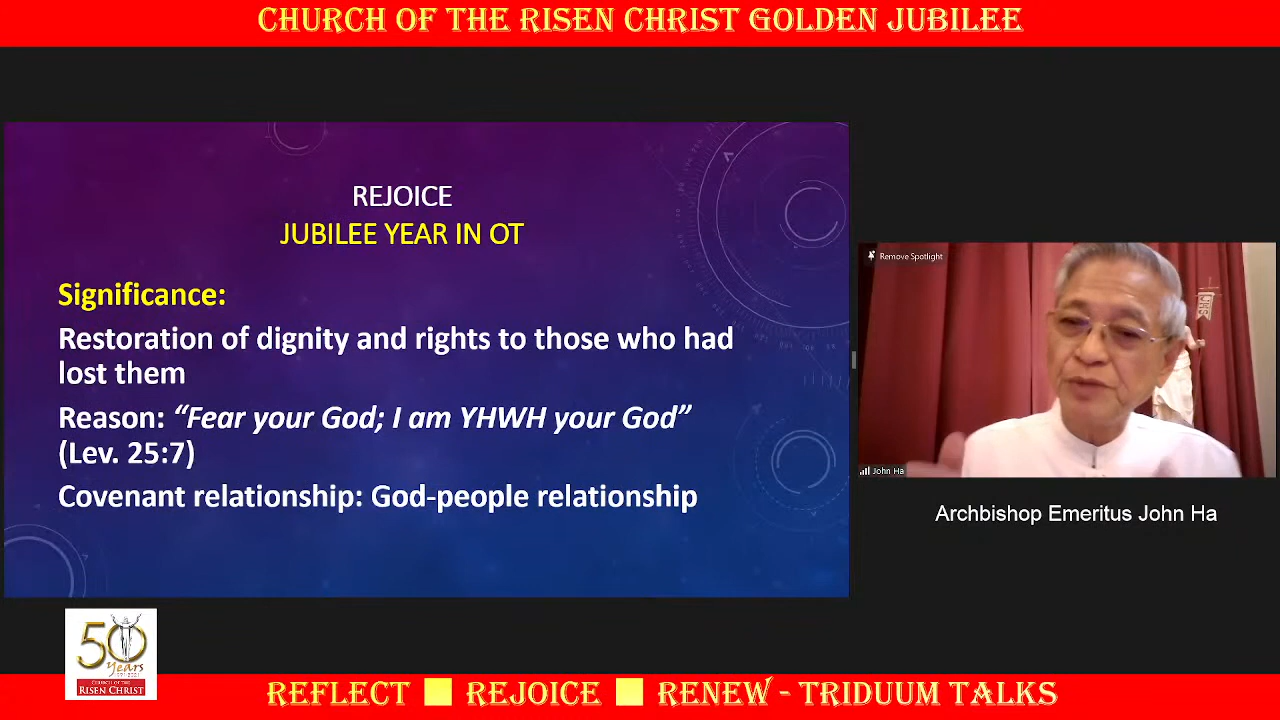 CHURCH OF THE RISEN CHRIST GOLDEN JUBILEE
REJOICE
JUBILEE YEAR IN OT
Significance:
Restoration of dignity and rights to those who had
lost them
Reason: “Fear your God; I am YHWH your God”
(Lev. 25:7)
Covenant relationship: God-people relationship
Remove Spotlight
John Ha
Archbishop Emeritus John Ha
50
Years
CHURCH OF THE
RISEN CHRIST
REFLECT REJOICE RENEW - TRIDUUM TALKS